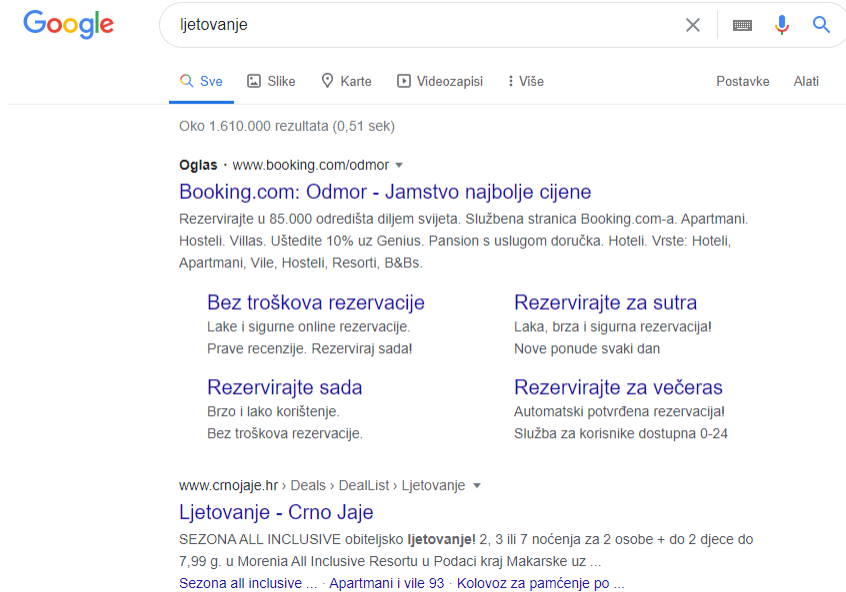 Google
ljetovanje
Sve Slike Karte Videozapisi Više Postavke Alati
Oko 1.610.000 rezultata (0,51 sek)
Oglas · www.booking.com/odmor
Booking.com: Odmor - Jamstvo najbolje cijene
Rezervirajte u 85.000 odredišta diljem svijeta. Službena stranica Booking.com-a. Apartmani.
Hosteli. Villas. Uštedite 10% uz Genius. Pansion s uslugom doručka. Hoteli. Vrste: Hoteli,
Apartmani, Vile, Hosteli, Resorti, B&Bs.
Bez troškova rezervacije
Lake i sigurne online rezervacije.
Prave recenzije. Rezerviraj sada!
Rezervirajte za sutra
Laka, brza i sigurna rezervacija!
Nove ponude svaki dan
Rezervirajte sada
Brzo i lako korištenje.
Bez troškova rezervacije.
Rezervirajte za večeras
Automatski potvrđena rezervacija!
Služba za korisnike dostupna 0-24
www.crnojaje.hr › Deals › DealList › Ljetovanje
Ljetovanje - Crno Jaje
SEZONA ALL INCLUSIVE obiteljsko ljetovanje! 2, 3 ili 7 noćenja za 2 osobe + do 2 djece do
7,99 g. u Morenia All Inclusive Resortu u Podaci kraj Makarske uz ...
Sezona all inclusive ... · Apartmani i vile 93 · Kolovoz za pamćenje po ...